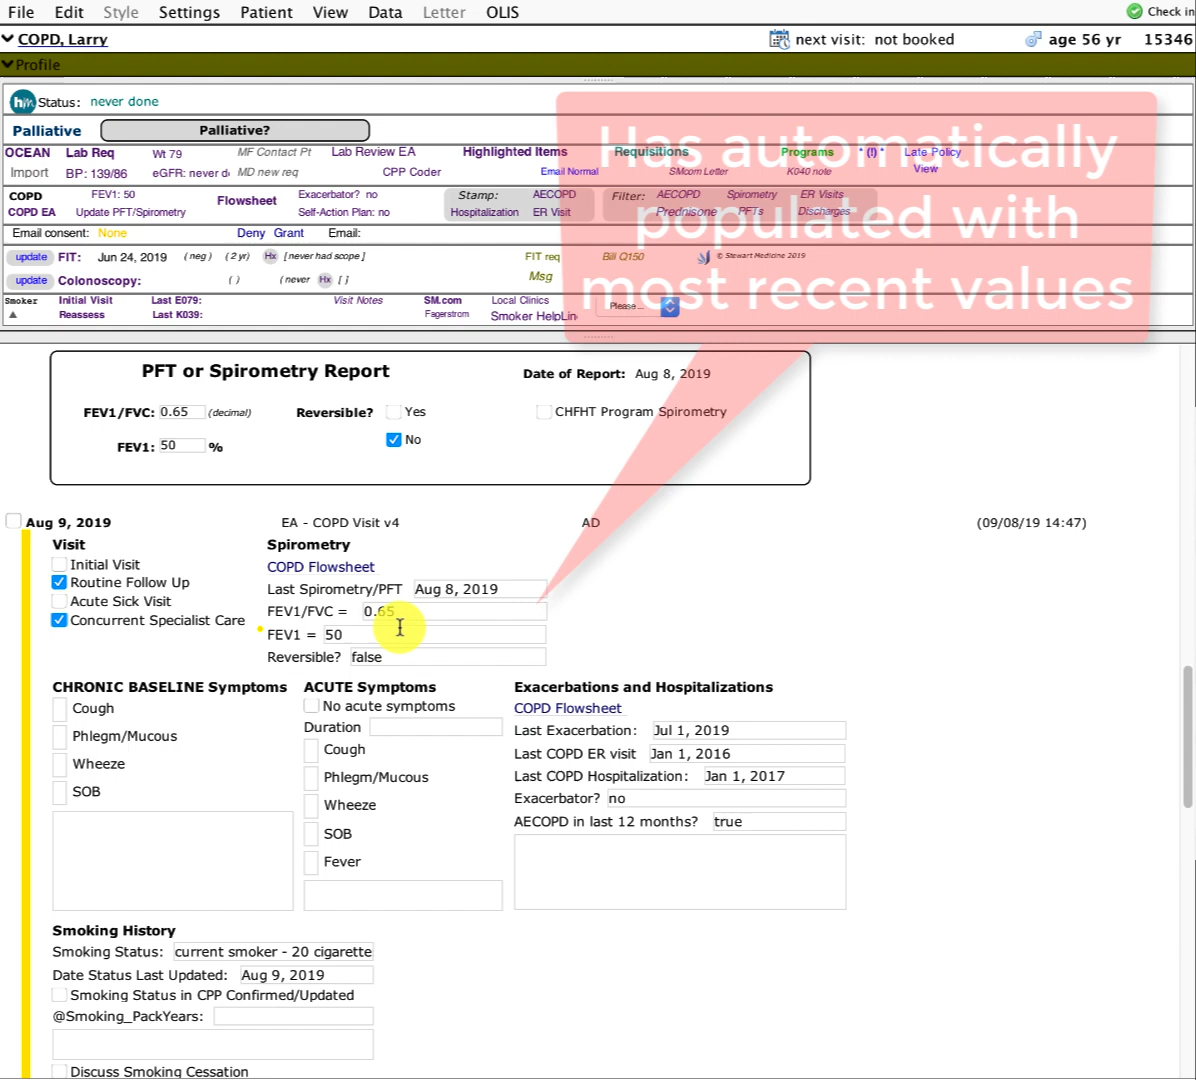 File Edit Style Settings Patient View Data Letter OLIS Check in
COPD, Larry next visit: not booked age 56 yr 15346
Profile
hm Status: never done
Palliative Palliative?
OCEAN Lab Req Wt 79 MF Contact Pt Lab Review EA Highlighted Items Requisitions Programs * (!) * Late Policy
Import BP: 139/86 eGFR: never d MD new req CPP Coder Email Normal SMcom Letter K040 note View
COPD FEV1: 50 Flowsheet Exacerbator? no Stamp: AECOPD Filter: AECOPD Spirometry ER Visits
COPD EA Update PFT/Spirometry Self-Action Plan: no Hospitalization ER Visit Prednisone PFTs Discharges
Email consent: None Deny Grant Email:
update FIT: Jun 24, 2019 (neg) (2 yr) Hx [never had scope] FIT req Bill Q150 © Stewart Medicine 2019
update Colonoscopy: ( ) (never Hx [ ] Msg
Smoker Initial Visit Last E079: Visit Notes SM.com Local Clinics Please ...
Reassess Last K039: Fagerstrom Smoker HelpLin
Has automatically
populated with
most recent values
PFT or Spirometry Report Date of Report: Aug 8, 2019
FEV1/FVC: 0.65 (decimal) Reversible? Yes CHFHT Program Spirometry
FEV1: 50 % No
Aug 9, 2019 EA - COPD Visit v4 AD (09/08/19 14:47)
Visit Spirometry
Initial Visit COPD Flowsheet
Routine Follow Up Last Spirometry/PFT Aug 8, 2019
Acute Sick Visit FEV1/FVC = 0.65
Concurrent Specialist Care FEV1 = 50
Reversible? false
CHRONIC BASELINE Symptoms ACUTE Symptoms Exacerbations and Hospitalizations
Cough No acute symptoms COPD Flowsheet
Phlegm/Mucous Duration Last Exacerbation: Jul 1, 2019
Wheeze Cough Last COPD ER visit Jan 1, 2016
SOB Phlegm/Mucous Last COPD Hospitalization: Jan 1, 2017
Wheeze Exacerbator? no
SOB AECOPD in last 12 months? true
Fever
Smoking History
Smoking Status: current smoker - 20 cigarette
Date Status Last Updated: Aug 9, 2019
Smoking Status in CPP Confirmed/Updated
@Smoking_PackYears:
Discuss Smoking Cessation